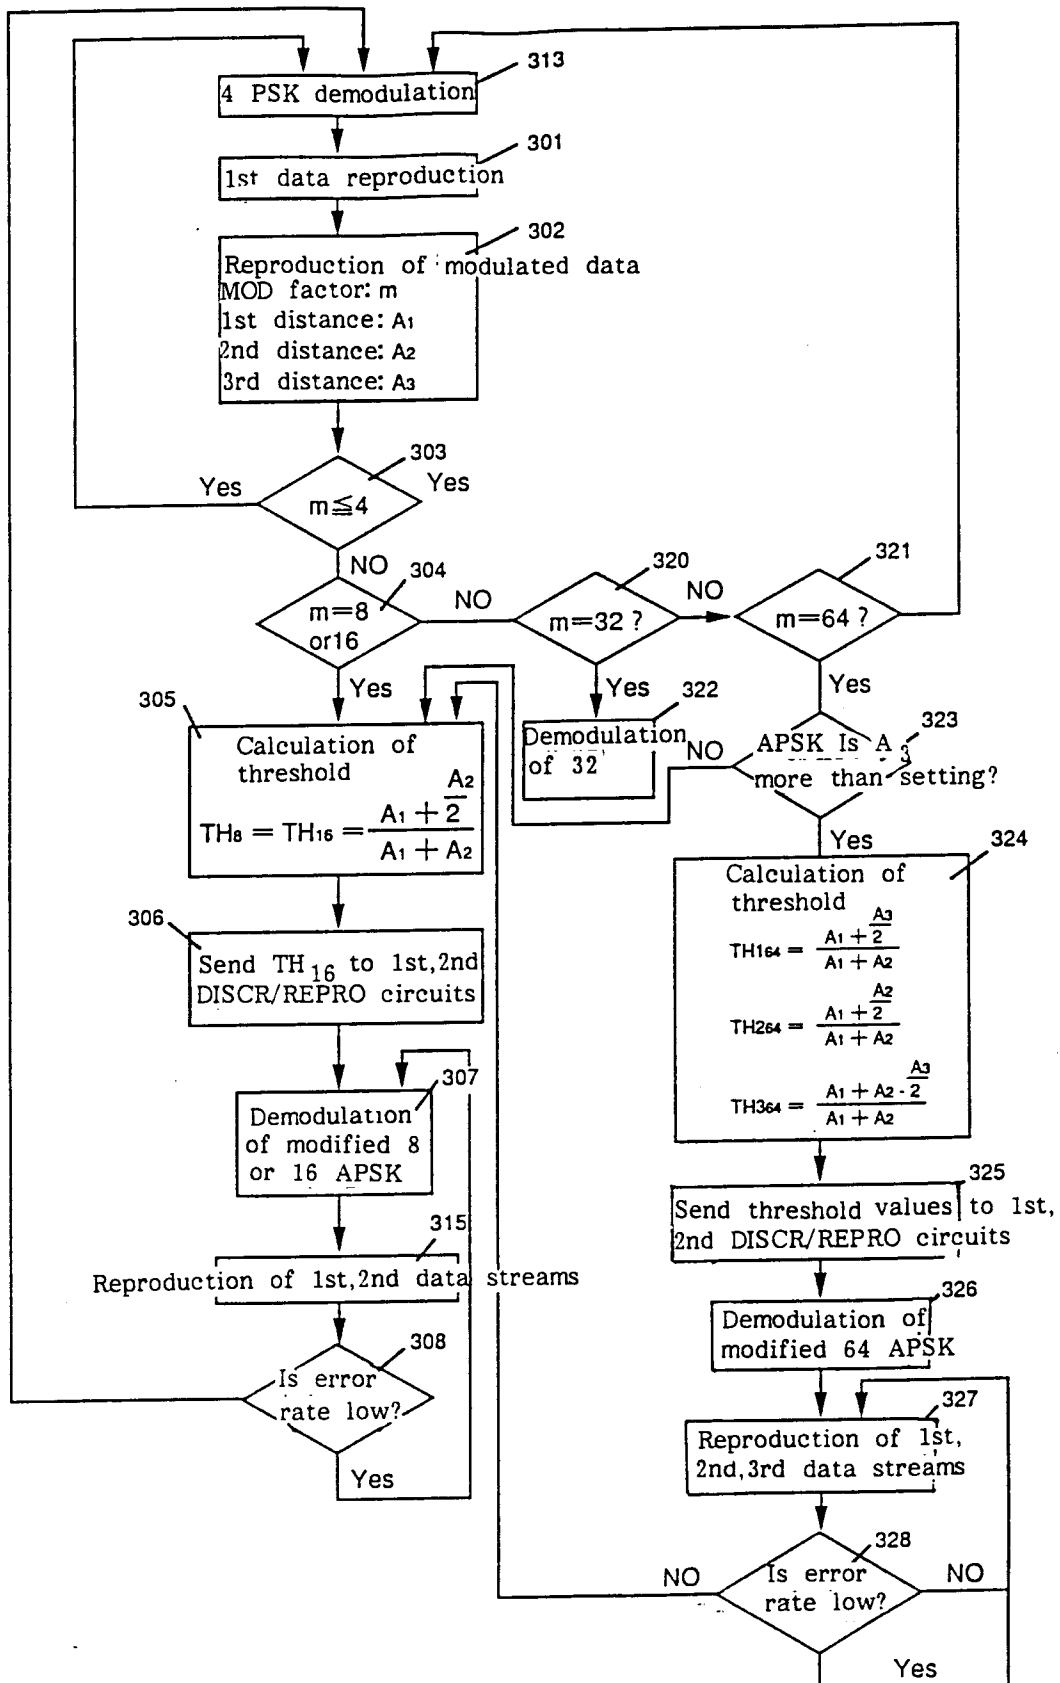 313
4 PSK demodulation
301
1st data reproduction
302
Reproduction of modulated data
MOD factor: m
1st distance: A1
2nd distance: A2
3rd distance: A3
303
Yes
Yes
m≦4
NO
304
m=8
or16
NO
320
m=32 ?
NO
321
m=64 ?
Yes
Yes
Yes
305
Calculation of
threshold
TH8 = TH16 = (A1 + A2/2) / (A1 + A2)
322
Demodulation
of 32
NO
323
APSK Is A3
more than setting?
Yes
324
Calculation of
threshold
TH164 = (A1 + A3/2) / (A1 + A2)
TH264 = (A1 + A2/2) / (A1 + A2)
TH364 = (A1 + A2 - A3/2) / (A1 + A2)
306
Send TH16 to 1st,2nd
DISCR/REPRO circuits
307
Demodulation
of modified 8
or 16 APSK
315
Reproduction of 1st,2nd data streams
308
Is error
rate low?
Yes
325
Send threshold values to 1st,
2nd DISCR/REPRO circuits
326
Demodulation of
modified 64 APSK
327
Reproduction of 1st,
2nd,3rd data streams
328
NO
Is error
rate low?
NO
Yes